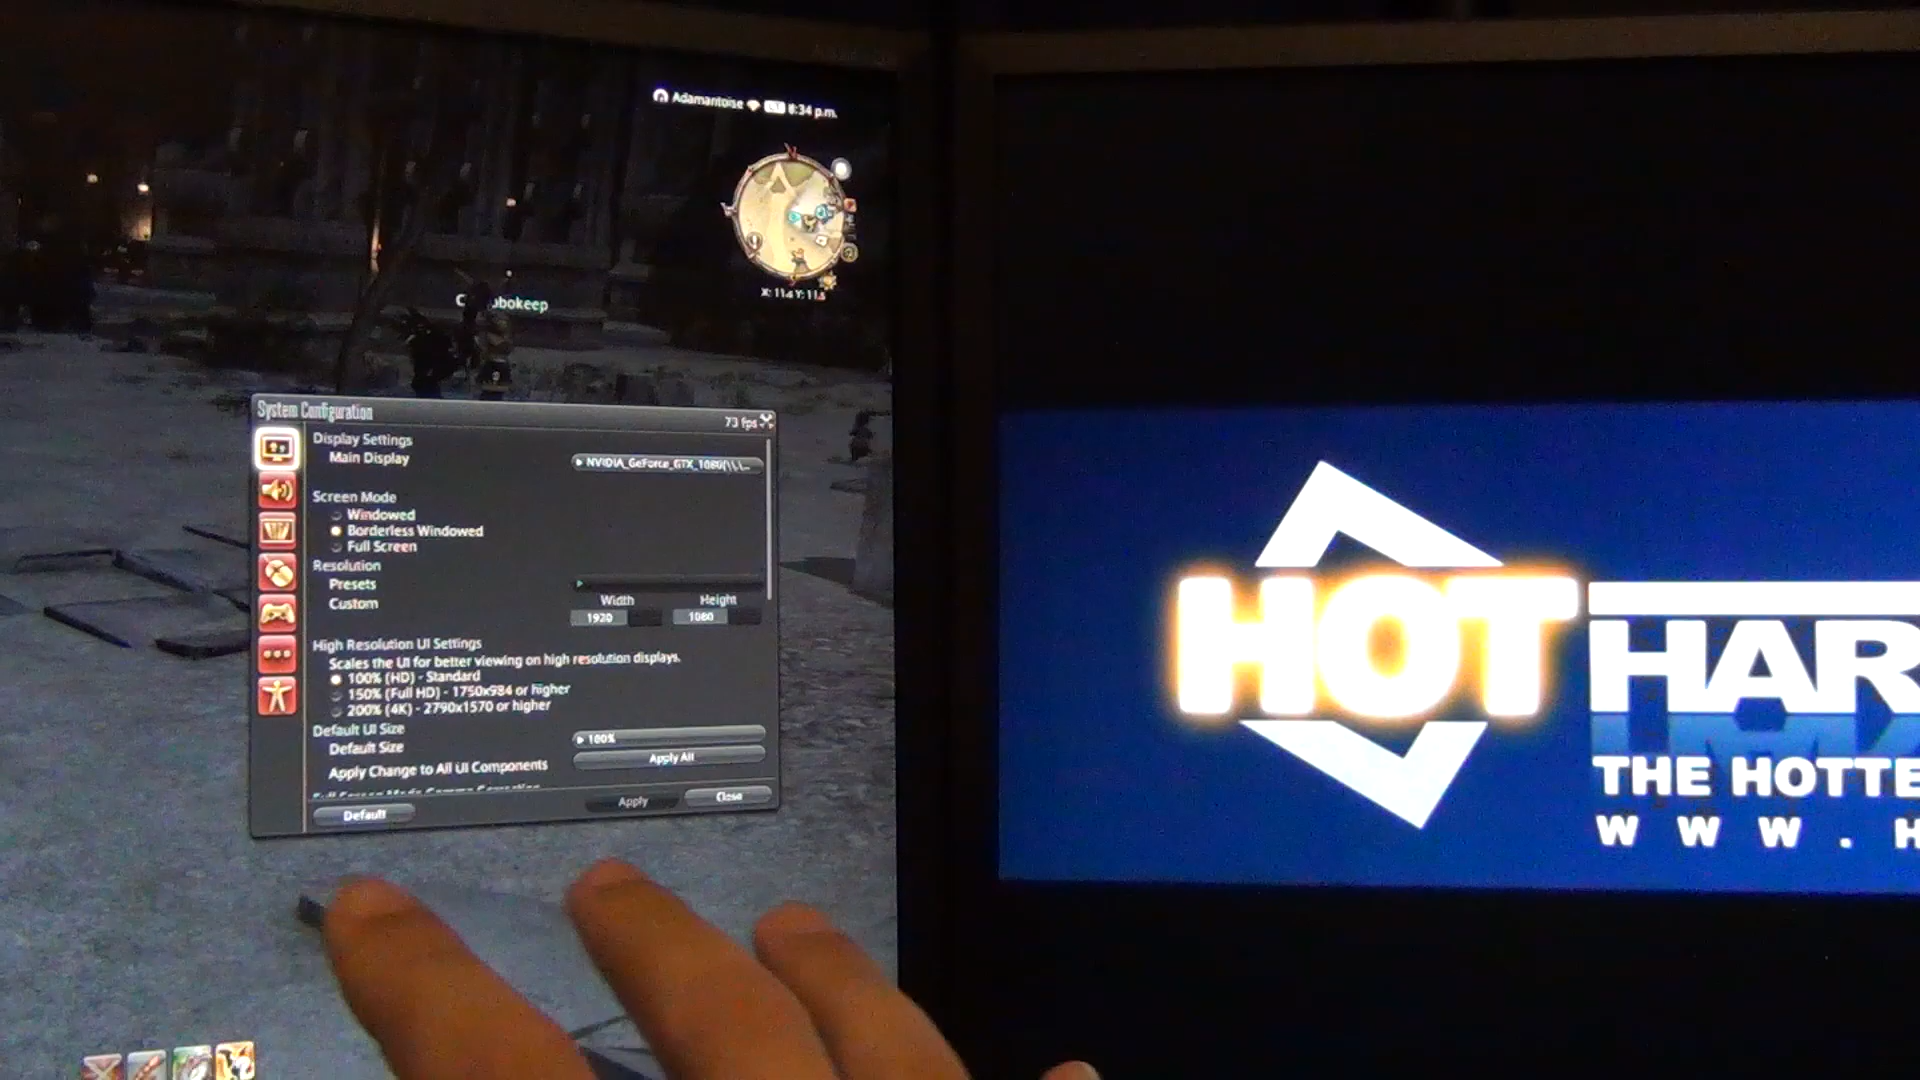 Adamantoise LT 8:34 p.m.
N
X: 11.4 Y: 11.5
System Configuration
73 fps
Display Settings
Main Display
NVIDIA_GeForce_GTX_1080(\\.\...
Screen Mode
Windowed
Borderless Windowed
Full Screen
Resolution
Presets
Custom
Width Height
1920 1080
High Resolution UI Settings
Scales the UI for better viewing on high resolution displays.
100% (HD) - Standard
150% (Full HD) - 1750x984 or higher
200% (4K) - 2790x1570 or higher
Default UI Size
Default Size
100%
Apply Change to All UI Components
Apply All
Default
Apply
Close
HOT
HAR
THE HOTTE
WWW.H